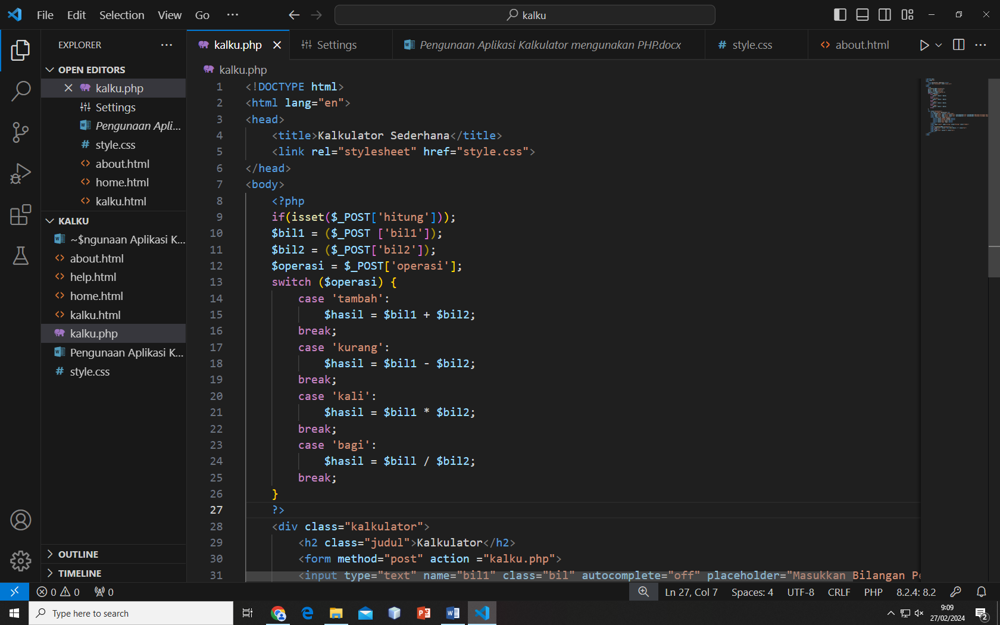 File Edit Selection View Go ···
kalku
EXPLORER ···
OPEN EDITORS
kalku.php
Settings
Pengunaan Apli...
style.css
about.html
home.html
kalku.html
KALKU
~$ngunaan Aplikasi K...
about.html
help.html
home.html
kalku.html
kalku.php
Pengunaan Aplikasi K...
style.css
OUTLINE
TIMELINE
kalku.php Settings Pengunaan Aplikasi Kalkulator mengunakan PHP.docx # style.css <> about.html
kalku.php
1 <!DOCTYPE html>
2 <html lang="en">
3 <head>
4 <title>Kalkulator Sederhana</title>
5 <link rel="stylesheet" href="style.css">
6 </head>
7 <body>
8 <?php
9 if(isset($_POST['hitung']));
10 $bil1 = ($_POST ['bil1']);
11 $bil2 = ($_POST['bil2']);
12 $operasi = $_POST['operasi'];
13 switch ($operasi) {
14 case 'tambah':
15 $hasil = $bil1 + $bil2;
16 break;
17 case 'kurang':
18 $hasil = $bil1 - $bil2;
19 break;
20 case 'kali':
21 $hasil = $bil1 * $bil2;
22 break;
23 case 'bagi':
24 $hasil = $bill / $bil2;
25 break;
26 }
27 ?>
28 <div class="kalkulator">
29 <h2 class="judul">Kalkulator</h2>
30 <form method="post" action ="kalku.php">
31 <input type="text" name="bil1" class="bil" autocomplete="off" placeholder="Masukkan Bilangan Pe
0 0 0 Ln 27, Col 7 Spaces: 4 UTF-8 CRLF PHP 8.2.4: 8.2
Type here to search
9:09
27/02/2024
2